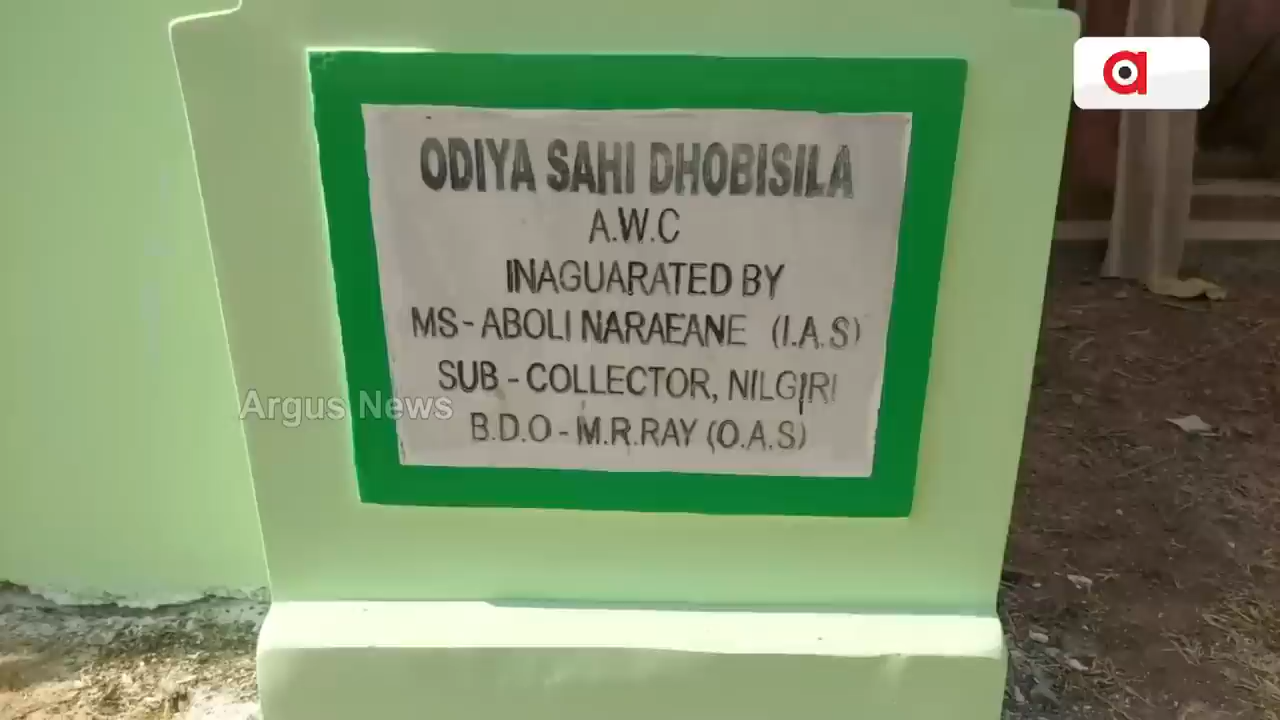 ODIYA SAHI DHOBISILA
A.W.C
INAGUARATED BY
MS- ABOLI NARAEANE (I.A.S)
SUB - COLLECTOR, NILGIRI
B.D.O - M.R.RAY (O.A.S)
Argus News
a